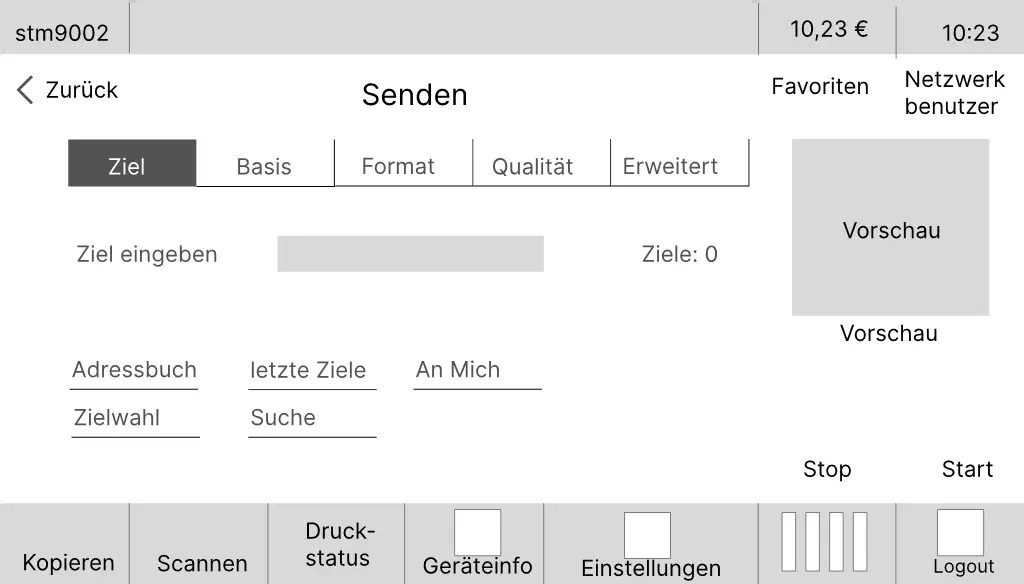 stm9002
10,23 €
10:23
Zurück
Senden
Favoriten
Netzwerk
benutzer
Ziel
Basis
Format
Qualität
Erweitert
Ziel eingeben
Ziele: 0
Vorschau
Vorschau
Adressbuch
letzte Ziele
An Mich
Zielwahl
Suche
Stop
Start
Kopieren
Scannen
Druck-
status
Geräteinfo
Einstellungen
Logout